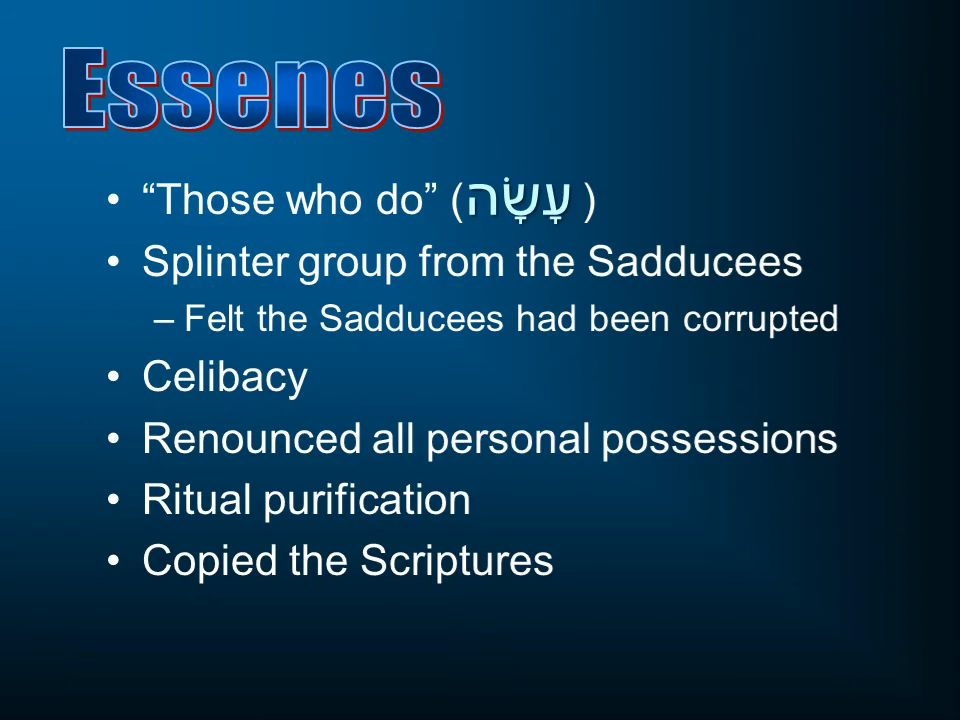 Essenes
• “Those who do” (עָשָׂה )
• Splinter group from the Sadducees
– Felt the Sadducees had been corrupted
• Celibacy
• Renounced all personal possessions
• Ritual purification
• Copied the Scriptures